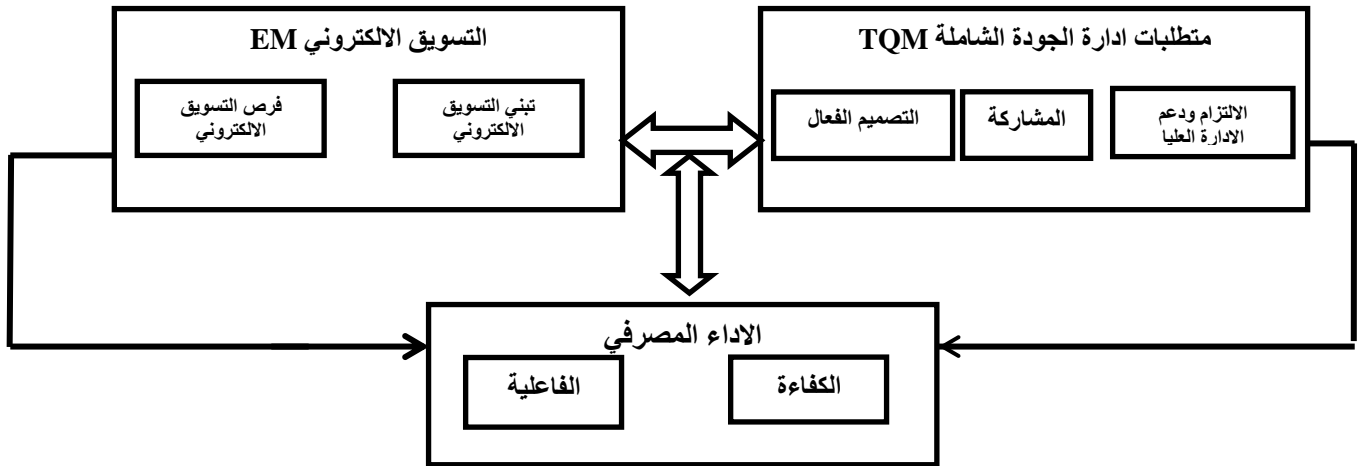 متطلبات ادارة الجودة الشاملة TQM
الالتزام ودعم
الادارة العليا
المشاركة
التصميم الفعال
التسويق الالكتروني EM
تبني التسويق
الالكتروني
فرص التسويق
الالكتروني
الاداء المصرفي
الكفاءة
الفاعلية